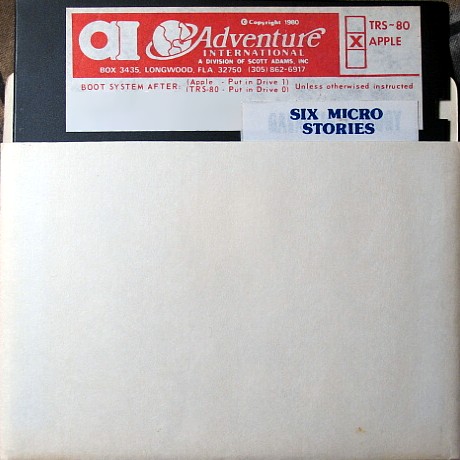 AI Adventure
INTERNATIONAL
© Copyright 1980
A DIVISION OF SCOTT ADAMS, INC
BOX 3435, LONGWOOD, FLA 32750 (305) 862-6917
TRS-80
X APPLE
BOOT SYSTEM AFTER: (Apple - Put in Drive 1) Unless otherwised instructed
(TRS-80 - Put in Drive 0)
SIX MICRO
STORIES